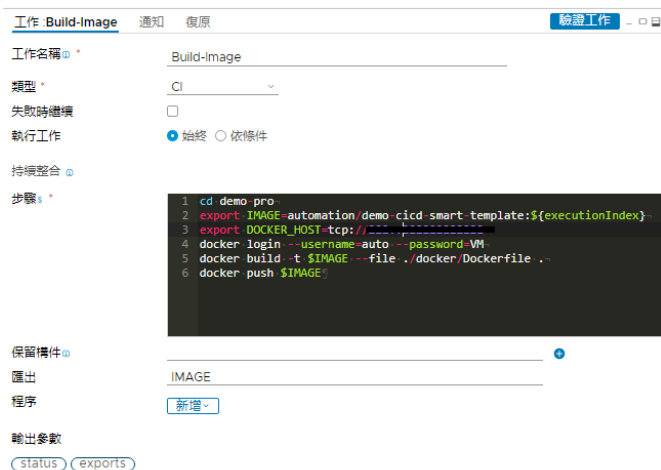 工作 :Build-Image 通知 復原 驗證工作
工作名稱 * Build-Image
類型 * CI
失敗時繼續
執行工作 始終 依條件
持續整合
步驟s *
1 cd demo-pro
2 export IMAGE=automation/demo-cicd-smart-template:${executionIndex}
3 export DOCKER_HOST=tcp://
4 docker login --username=auto --password=VM
5 docker build -t $IMAGE --file ./docker/Dockerfile .
6 docker push $IMAGE
保留構件
匯出 IMAGE
程序 新增
輸出參數
status exports